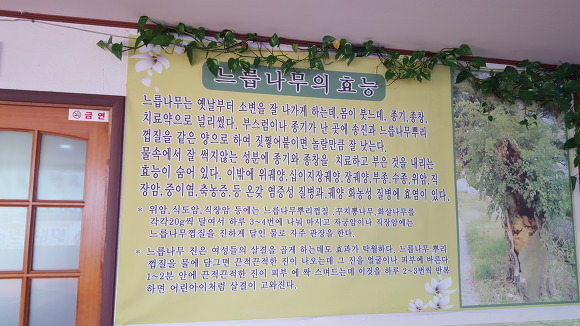 느릅나무의 효능
느릅나무는 옛날부터 소변을 잘 나가게 하는데.몸이 붓는데. 종기,종창,
치료약으로 널리썼다. 부스럼이나 종기가 난 곳에 송진과 느릅나무뿌리
껍질을 같은 양으로 하여 짓찧어붙이면 놀랄만큼 잘 낫는다.
물속에서 잘 썩지않는 성분에 종기와 종창을 치료하고 부은 것을 내리는
효능이 숨어 있다. 이밖에 위궤양,십이지장궤양,장궤양,부종,수종,위암,직
장암,중이염,축농증,등 온갖 염증성 질병과,궤양 화농성 질병에 효험이 있다.
※ 위암,식도암,직장암 등에는 느릅나무뿌리껍질 ,꾸지뽕나무,화살나무를
각각20g씩 달여서 하루 3~4번에 나눠 마시고 자궁암이나 직장암에는
느릅나무껍질을 진하게 달인 물로 자주 관장을 한다.
※ 느릅나무 진은 여성들의 살결을 곱게 하는데도 효과가 탁월하다. 느릅나무 뿌리
껍질을 물에 담그면 끈적끈적한 진이 나오는데 그 진을 얼굴이나 피부에 바른다
1~2분 안에 끈적끈적한 진이 피부 에 싹 스며드는데 이것을 하루 2~3번씩 반복
하면 어린아이처럼 살결이 고와진다.
금연